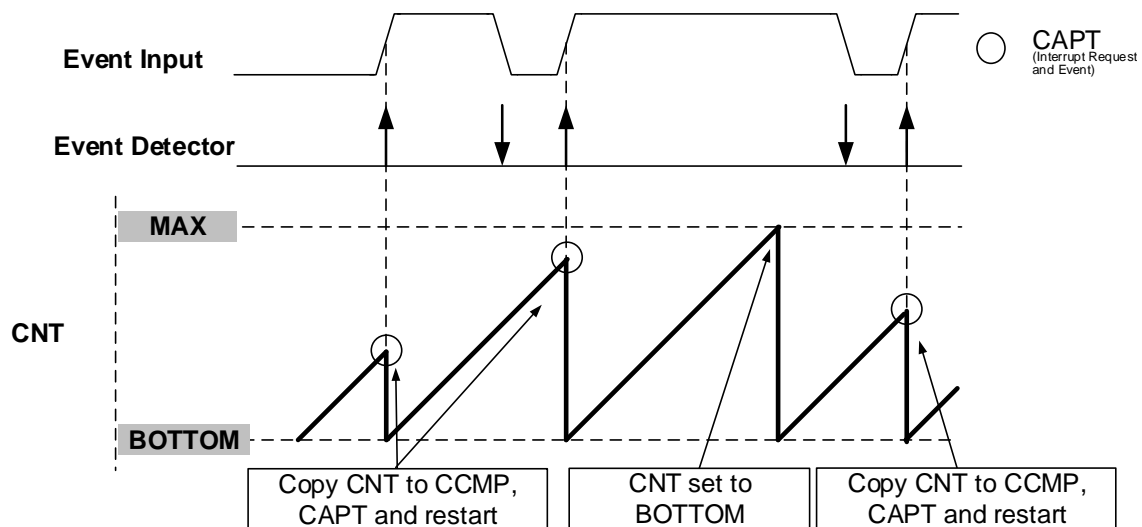 CAPT
(Interrupt Request
and Event)
Event Input
Event Detector
MAX
CNT
BOTTOM
Copy CNT to CCMP,
CAPT and restart
CNT set to
BOTTOM
Copy CNT to CCMP,
CAPT and restart